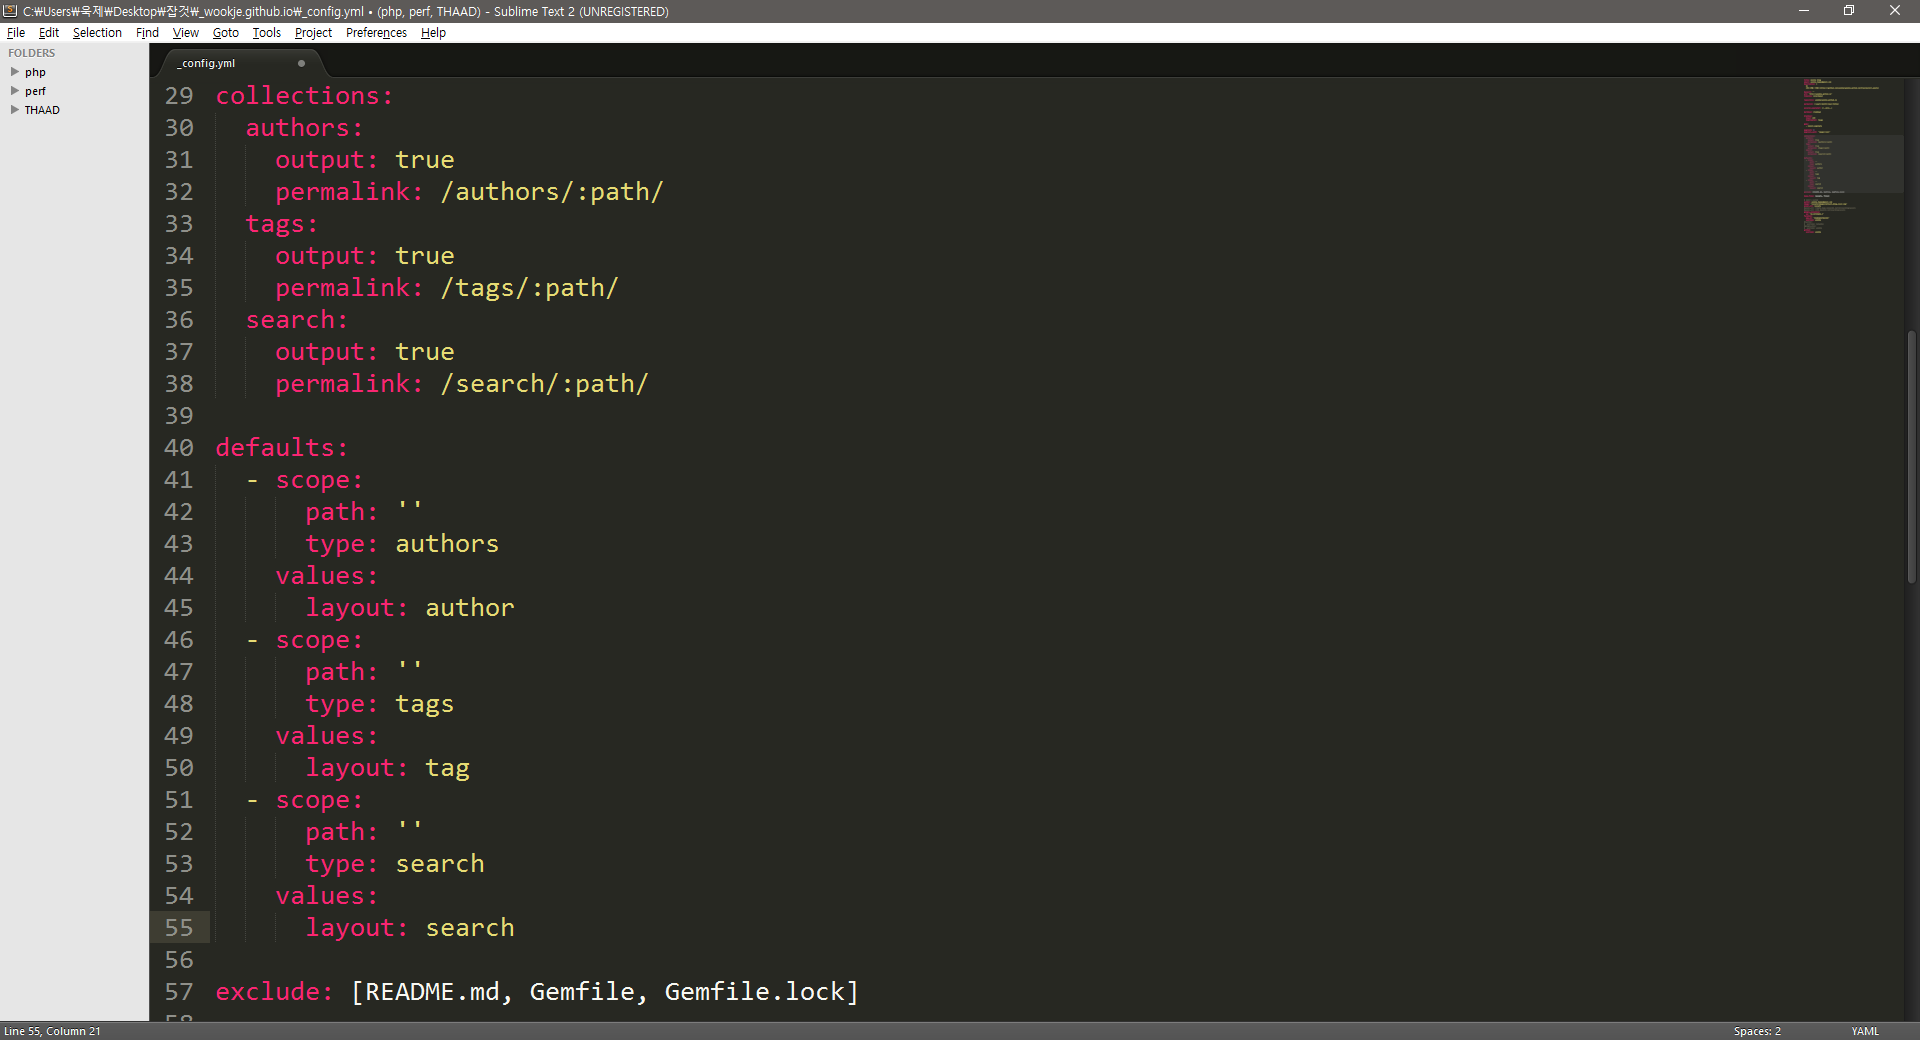 C:₩Users₩욱제₩Desktop₩잡것₩_wookje.github.io₩_config.yml • (php, perf, THAAD) - Sublime Text 2 (UNREGISTERED)
File Edit Selection Find View Goto Tools Project Preferences Help
FOLDERS
php
perf
THAAD
_config.yml
29 collections:
30 authors:
31 output: true
32 permalink: /authors/:path/
33 tags:
34 output: true
35 permalink: /tags/:path/
36 search:
37 output: true
38 permalink: /search/:path/
39
40 defaults:
41 - scope:
42 path: ''
43 type: authors
44 values:
45 layout: author
46 - scope:
47 path: ''
48 type: tags
49 values:
50 layout: tag
51 - scope:
52 path: ''
53 type: search
54 values:
55 layout: search
56
57 exclude: [README.md, Gemfile, Gemfile.lock]
58
Line 55, Column 21
Spaces: 2
YAML